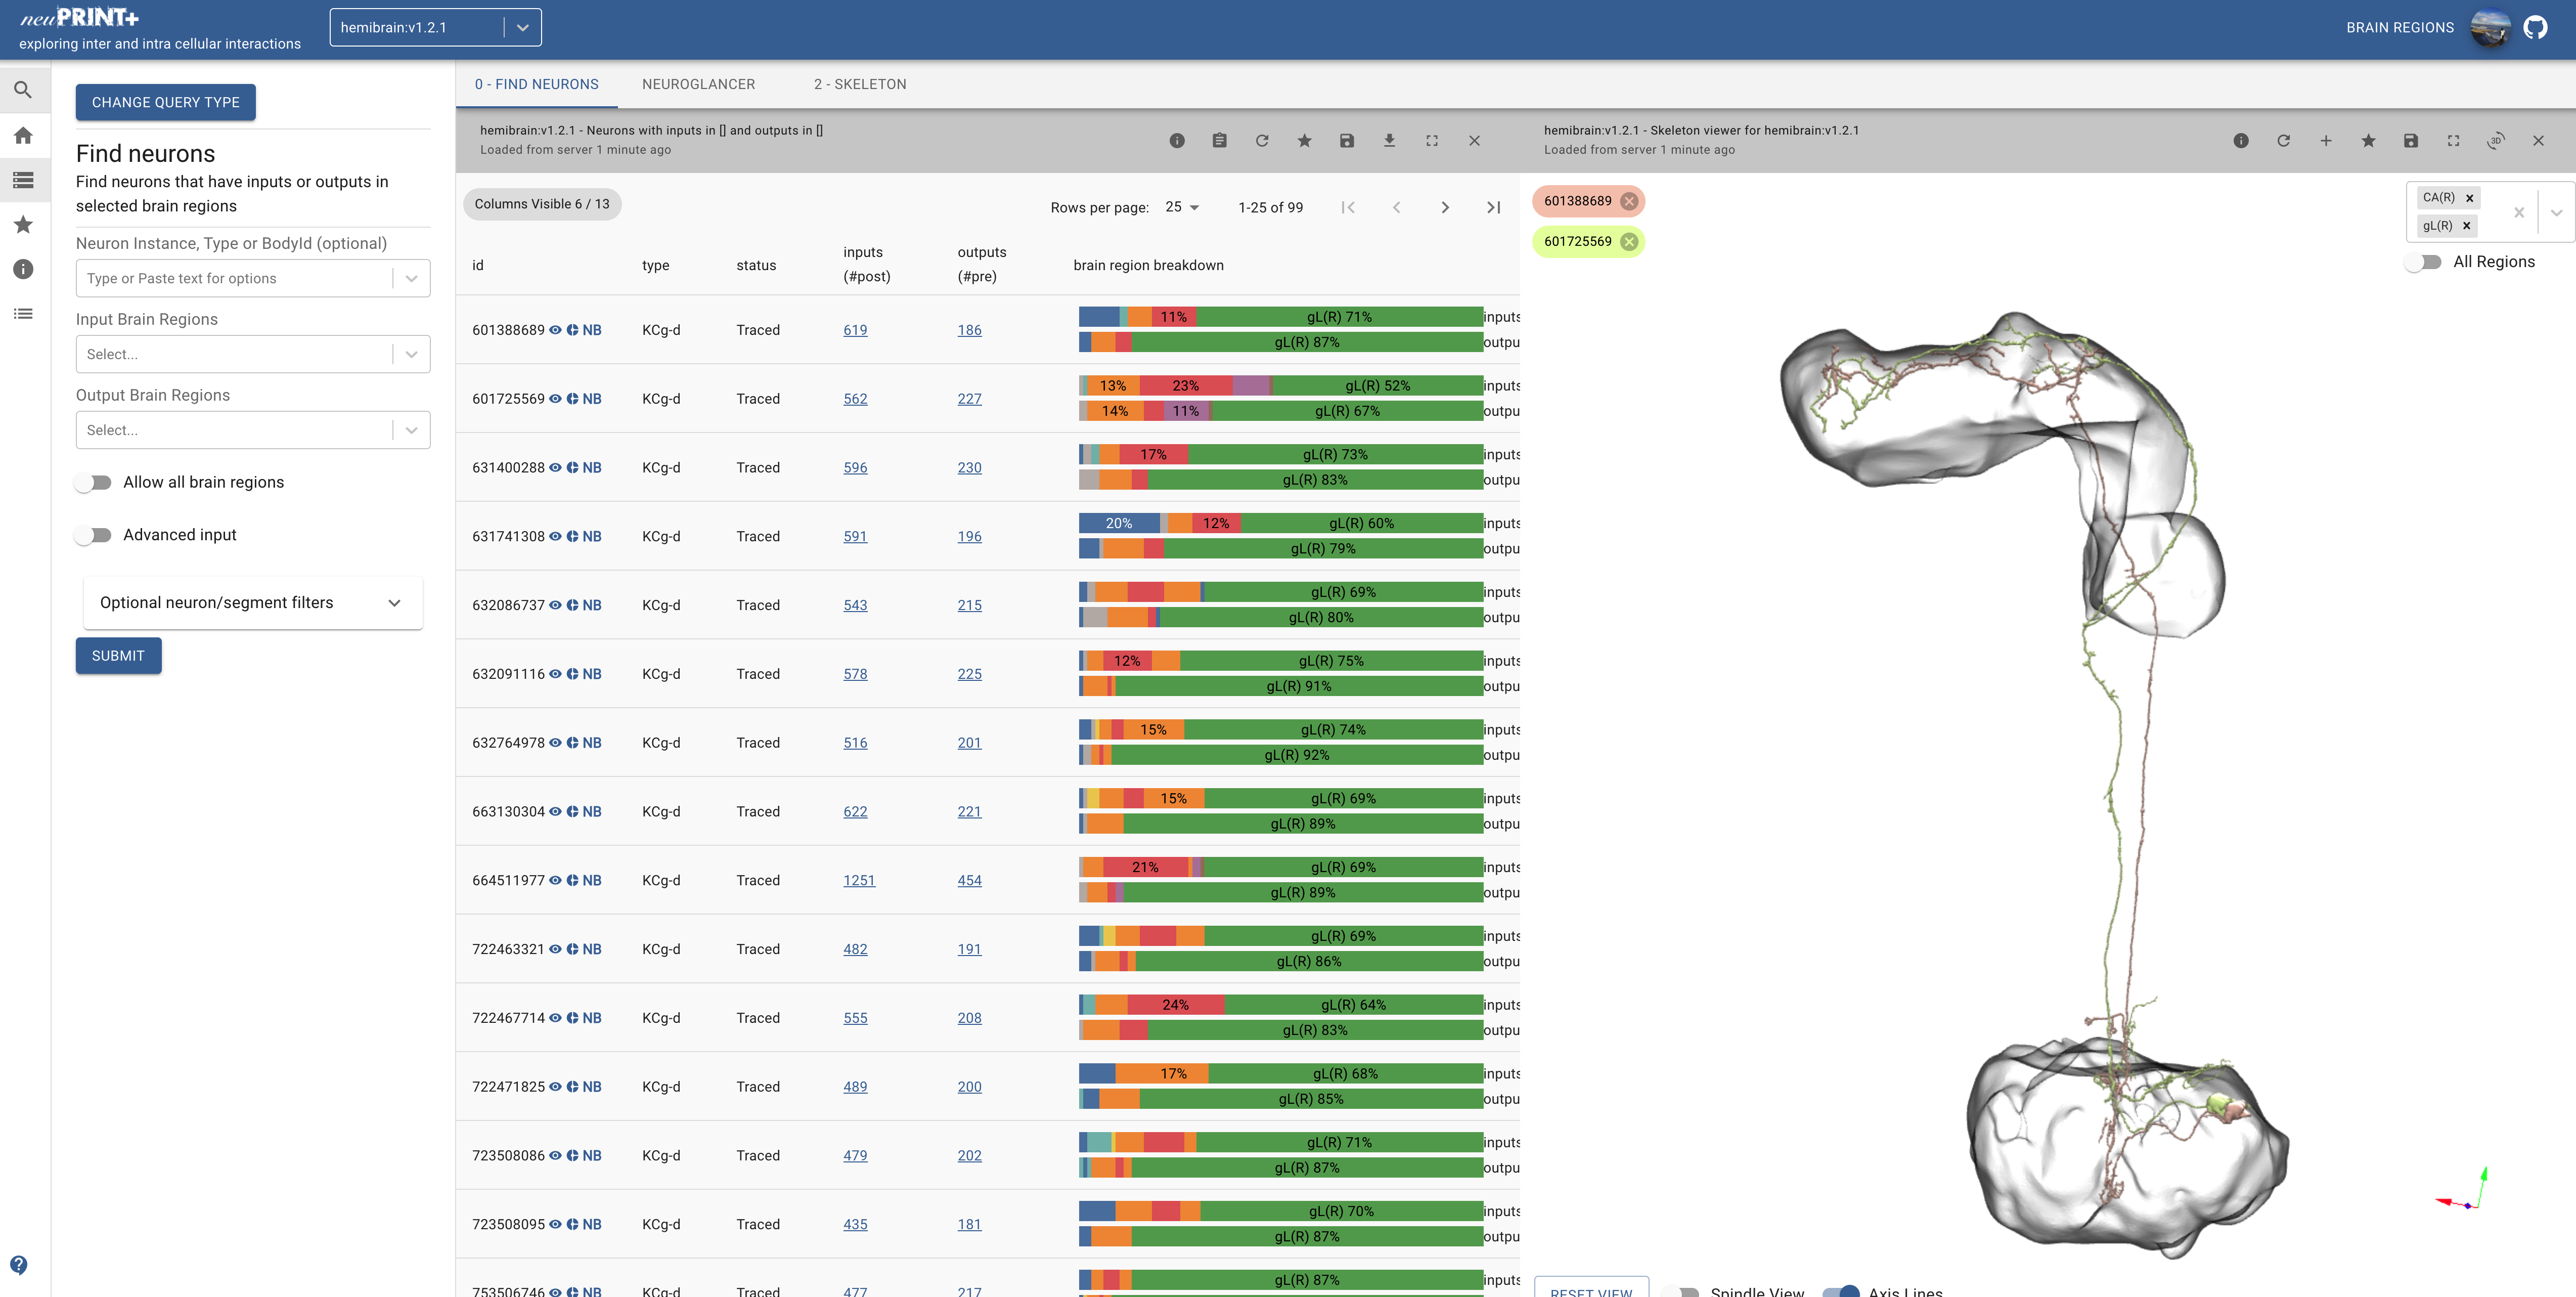 neuPRINT+
exploring inter and intra cellular interactions
hemibrain:v1.2.1
BRAIN REGIONS
CHANGE QUERY TYPE
Find neurons
Find neurons that have inputs or outputs in
selected brain regions
Neuron Instance, Type or BodyId (optional)
Type or Paste text for options
Input Brain Regions
Select...
Output Brain Regions
Select...
Allow all brain regions
Advanced input
Optional neuron/segment filters
SUBMIT
0 - FIND NEURONS
NEUROGLANCER
2 - SKELETON
hemibrain:v1.2.1 - Neurons with inputs in [] and outputs in []
Loaded from server 1 minute ago
Columns Visible 6 / 13
Rows per page: 25
1-25 of 99
id type status inputs (#post) outputs (#pre) brain region breakdown
601388689 NB KCg-d Traced 619 186 11% gL(R) 71% inputs
gL(R) 87% outpu
601725569 NB KCg-d Traced 562 227 13% 23% gL(R) 52% inputs
14% 11% gL(R) 67% outpu
631400288 NB KCg-d Traced 596 230 17% gL(R) 73% inputs
gL(R) 83% outpu
631741308 NB KCg-d Traced 591 196 20% 12% gL(R) 60% inputs
gL(R) 79% outpu
632086737 NB KCg-d Traced 543 215 gL(R) 69% inputs
gL(R) 80% outpu
632091116 NB KCg-d Traced 578 225 12% gL(R) 75% inputs
gL(R) 91% outpu
632764978 NB KCg-d Traced 516 201 15% gL(R) 74% inputs
gL(R) 92% outpu
663130304 NB KCg-d Traced 622 221 15% gL(R) 69% inputs
gL(R) 89% outpu
664511977 NB KCg-d Traced 1251 454 21% gL(R) 69% inputs
gL(R) 89% outpu
722463321 NB KCg-d Traced 482 191 gL(R) 69% inputs
gL(R) 86% outpu
722467714 NB KCg-d Traced 555 208 24% gL(R) 64% inputs
gL(R) 83% outpu
722471825 NB KCg-d Traced 489 200 17% gL(R) 68% inputs
gL(R) 85% outpu
723508086 NB KCg-d Traced 479 202 gL(R) 71% inputs
gL(R) 87% outpu
723508095 NB KCg-d Traced 435 181 gL(R) 70% inputs
gL(R) 87% outpu
753506746 NB KCg-d Traced 477 217 gL(R) 87% inputs
hemibrain:v1.2.1 - Skeleton viewer for hemibrain:v1.2.1
Loaded from server 1 minute ago
3D
601388689
601725569
CA(R)
gL(R)
All Regions
RESET VIEW
Spindle View
Axis Lines